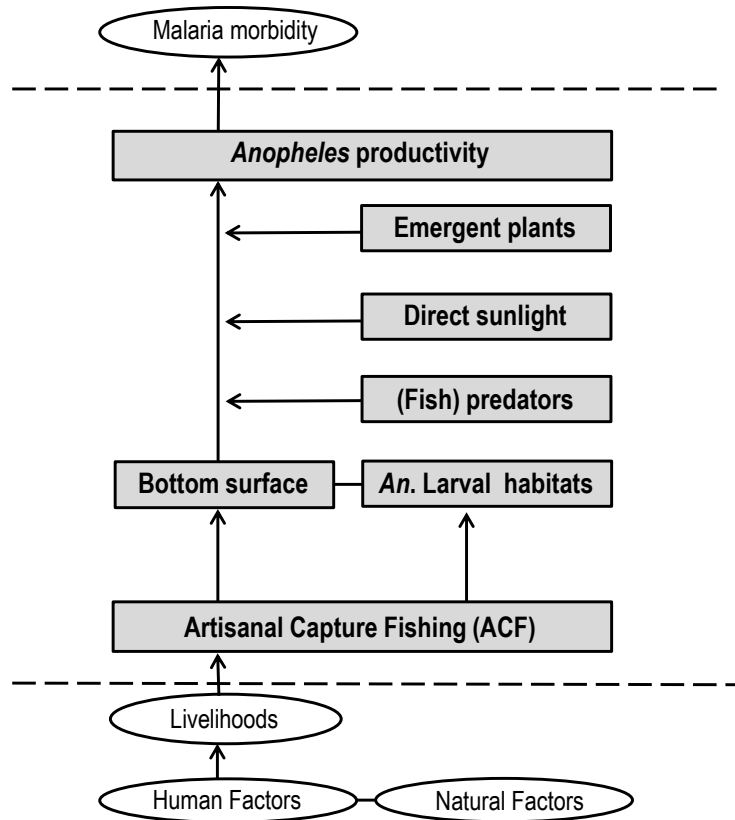 Malaria morbidity
Anopheles productivity
Emergent plants
Direct sunlight
(Fish) predators
Bottom surface
An. Larval habitats
Artisanal Capture Fishing (ACF)
Livelihoods
Human Factors
Natural Factors